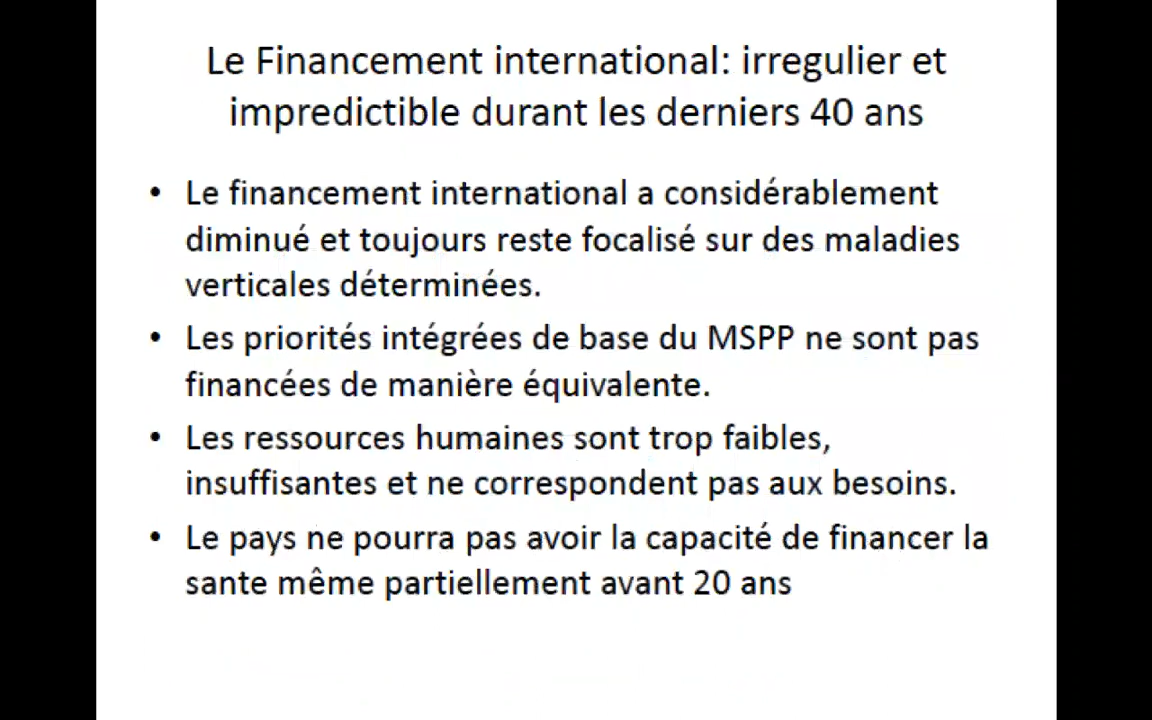 Le Financement international: irregulier et
impredictible durant les derniers 40 ans
• Le financement international a considérablement
diminué et toujours reste focalisé sur des maladies
verticales déterminées.
• Les priorités intégrées de base du MSPP ne sont pas
financées de manière équivalente.
• Les ressources humaines sont trop faibles,
insuffisantes et ne correspondent pas aux besoins.
• Le pays ne pourra pas avoir la capacité de financer la
sante même partiellement avant 20 ans